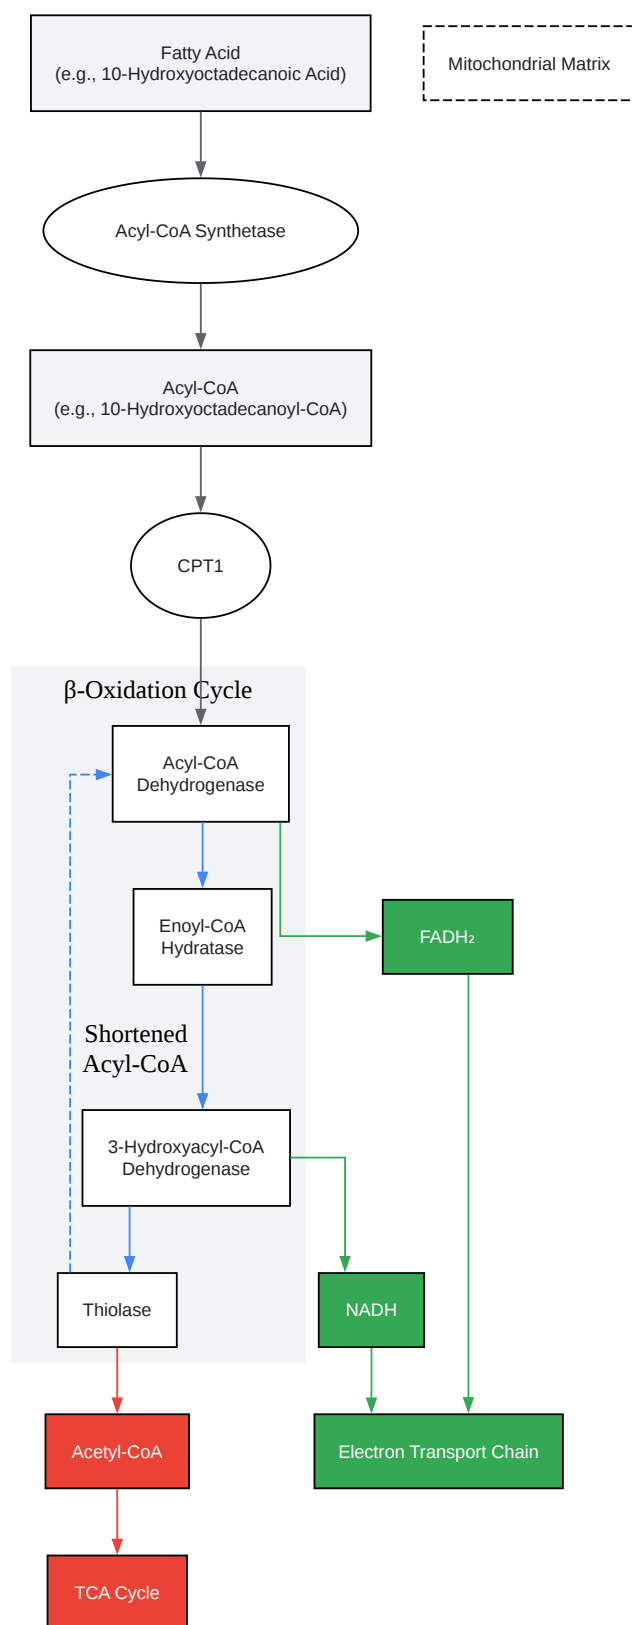 Fatty Acid
(e.g., 10-Hydroxyoctadecanoic Acid)
Mitochondrial Matrix
Acyl-CoA Synthetase
Acyl-CoA
(e.g., 10-Hydroxyoctadecanoyl-CoA)
CPT1
β-Oxidation Cycle
Acyl-CoA
Dehydrogenase
Enoyl-CoA
Hydratase
FADH₂
Shortened
Acyl-CoA
3-Hydroxyacyl-CoA
Dehydrogenase
Thiolase
NADH
Acetyl-CoA
Electron Transport Chain
TCA Cycle